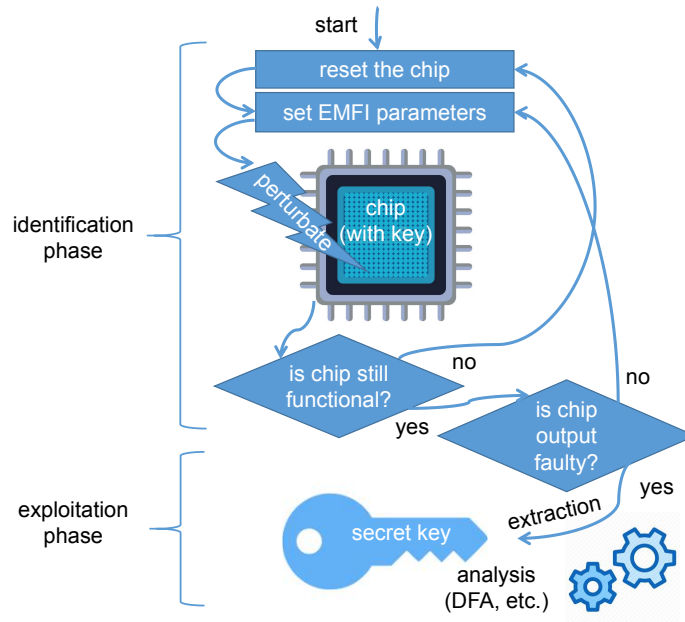 start
reset the chip
set EMFI parameters
perturbate
chip
(with key)
identification
phase
is chip still
functional?
no
yes
is chip
output
faulty?
no
yes
exploitation
phase
extraction
secret key
analysis
(DFA, etc.)